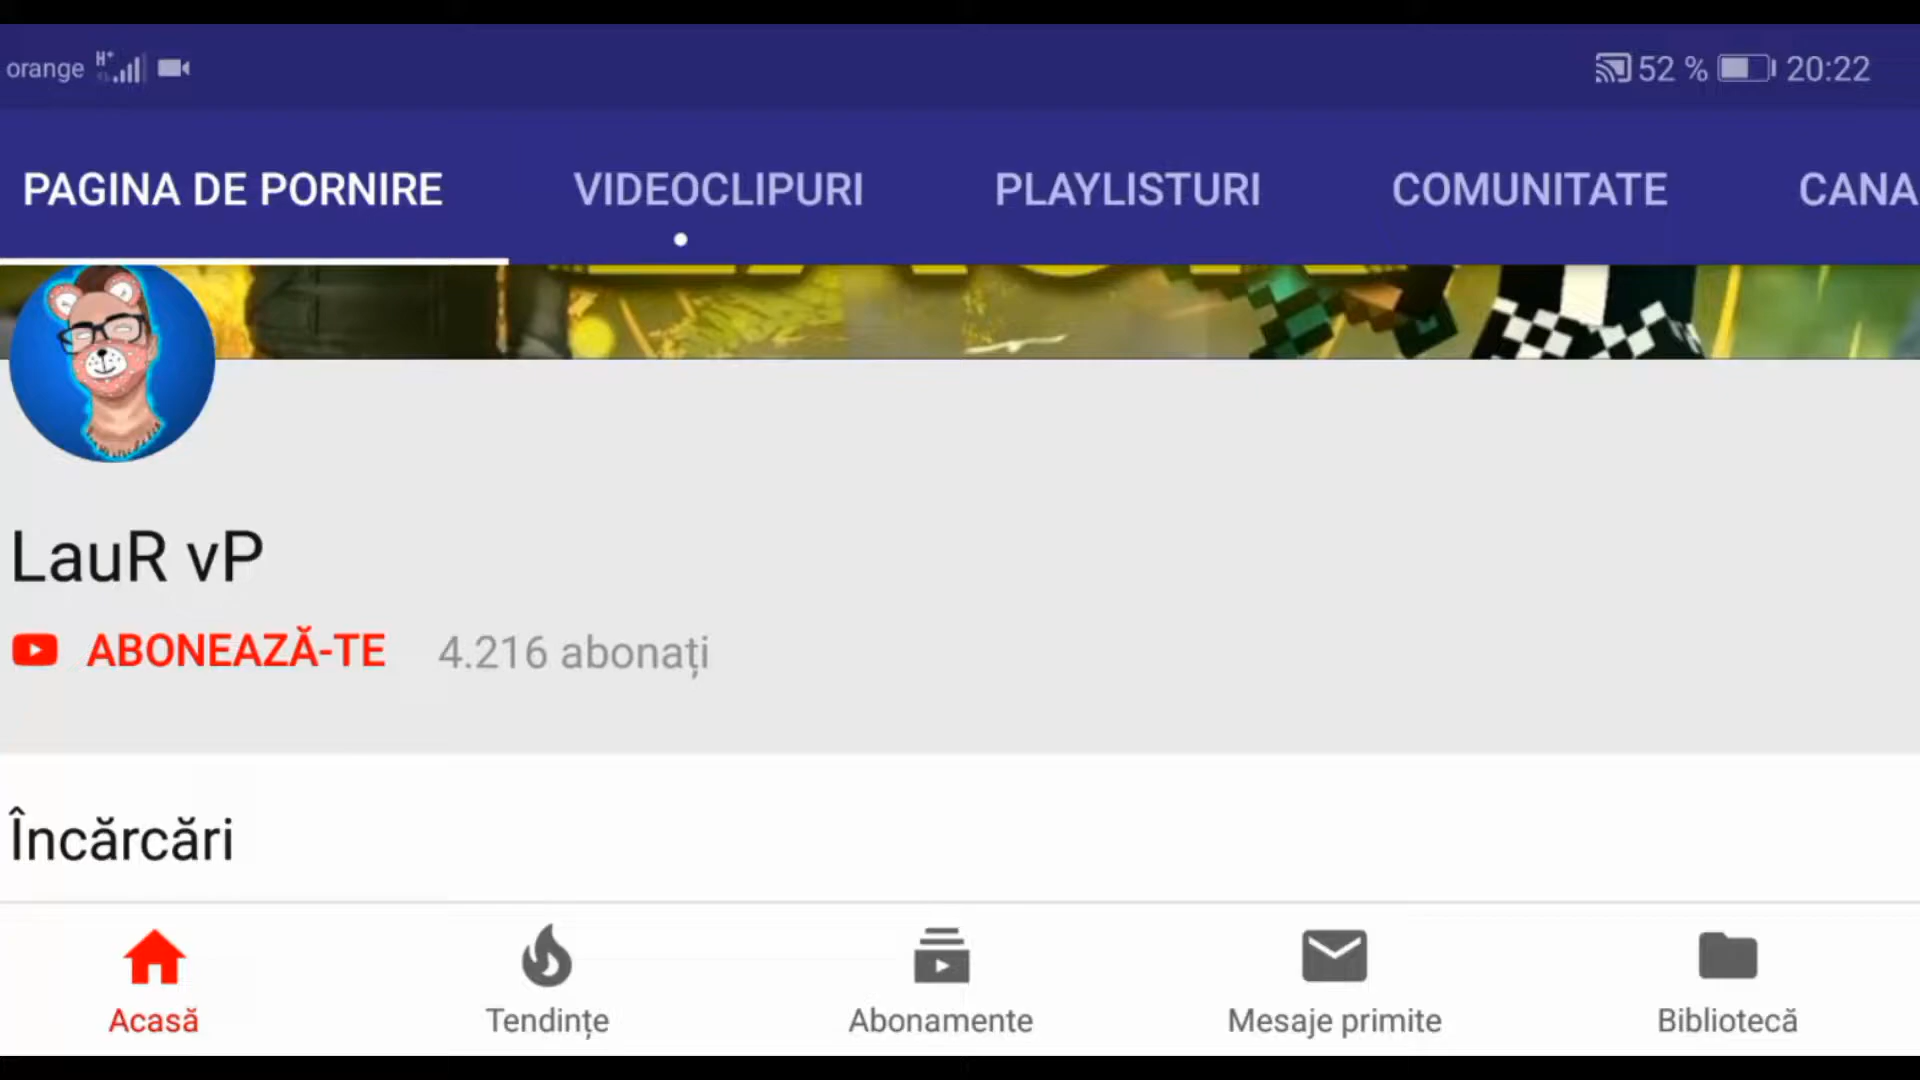 orange H+ 52 % 20:22
PAGINA DE PORNIRE VIDEOCLIPURI PLAYLISTURI COMUNITATE CANA
LauR vP
ABONEAZĂ-TE 4.216 abonați
Încărcări
Acasă Tendințe Abonamente Mesaje primite Bibliotecă